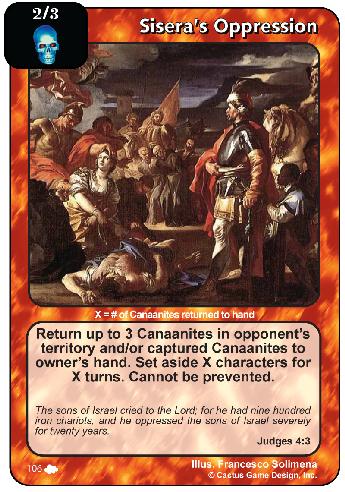 2/3
Sisera's Oppression
X = # of Canaanites returned to hand
Return up to 3 Canaanites in opponent's
territory and/or captured Canaanites to
owner's hand. Set aside X characters for
X turns. Cannot be prevented.
The sons of Israel cried to the Lord; for he had nine hundred
iron chariots, and he oppressed the sons of Israel severely
for twenty years.
Judges 4:3
106
Illus. Francesco Solimena
© Cactus Game Design, Inc.